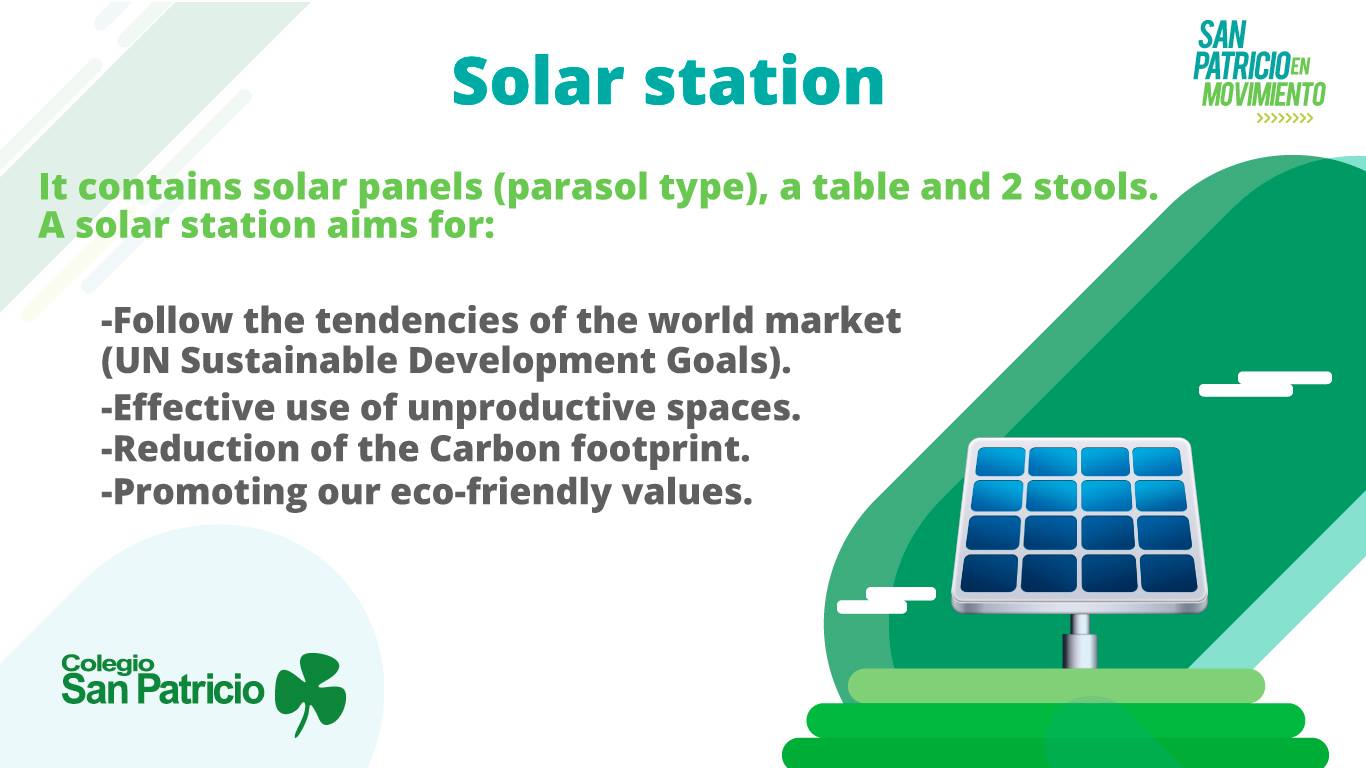 Solar station
SAN
PATRICIO EN
MOVIMIENTO
>>>>>>>>
It contains solar panels (parasol type), a table and 2 stools.
A solar station aims for:
-Follow the tendencies of the world market
(UN Sustainable Development Goals).
-Effective use of unproductive spaces.
-Reduction of the Carbon footprint.
-Promoting our eco-friendly values.
Colegio
San Patricio